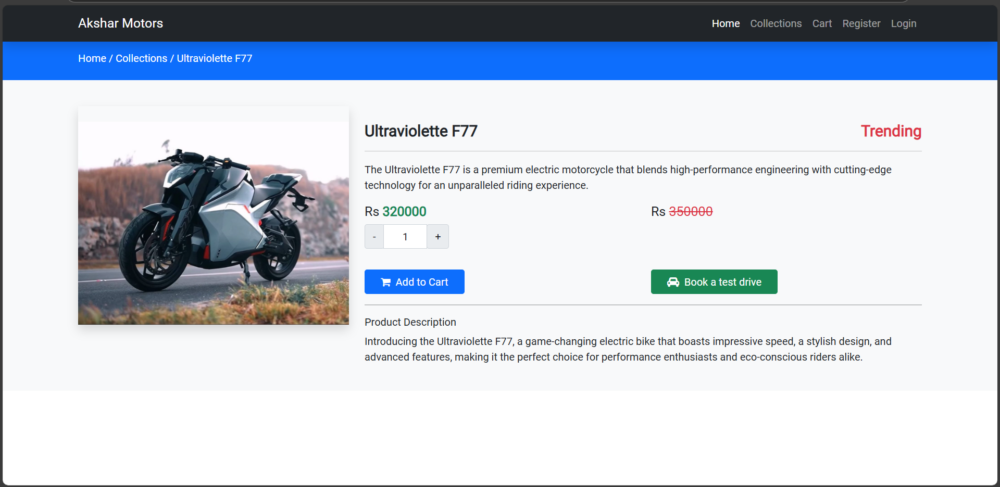 Akshar Motors
Home Collections Cart Register Login
Home / Collections / Ultraviolette F77
Ultraviolette F77
Trending
The Ultraviolette F77 is a premium electric motorcycle that blends high-performance engineering with cutting-edge
technology for an unparalleled riding experience.
Rs 320000
Rs 350000
- 1 +
Add to Cart
Book a test drive
Product Description
Introducing the Ultraviolette F77, a game-changing electric bike that boasts impressive speed, a stylish design, and
advanced features, making it the perfect choice for performance enthusiasts and eco-conscious riders alike.